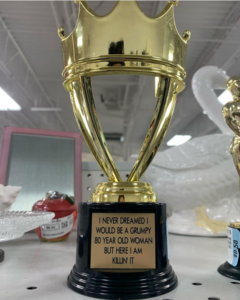 I NEVER DREAMED I
WOULD BE A GRUMPY
80 YEAR OLD WOMAN
BUT HERE I AM
KILLIN' IT